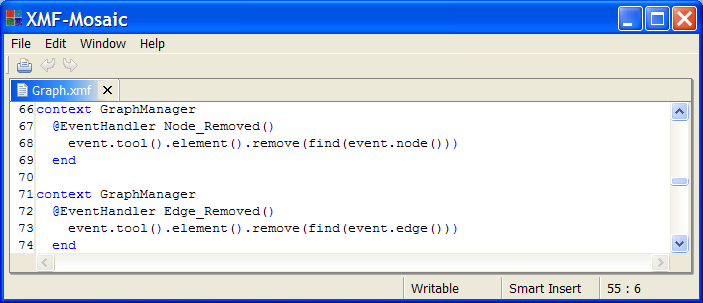 XMF-Mosaic
File Edit Window Help
Graph.xmf
66 context GraphManager
67 @EventHandler Node_Removed()
68 event.tool().element().remove(find(event.node()))
69 end
70
71 context GraphManager
72 @EventHandler Edge_Removed()
73 event.tool().element().remove(find(event.edge()))
74 end
Writable Smart Insert 55 : 6